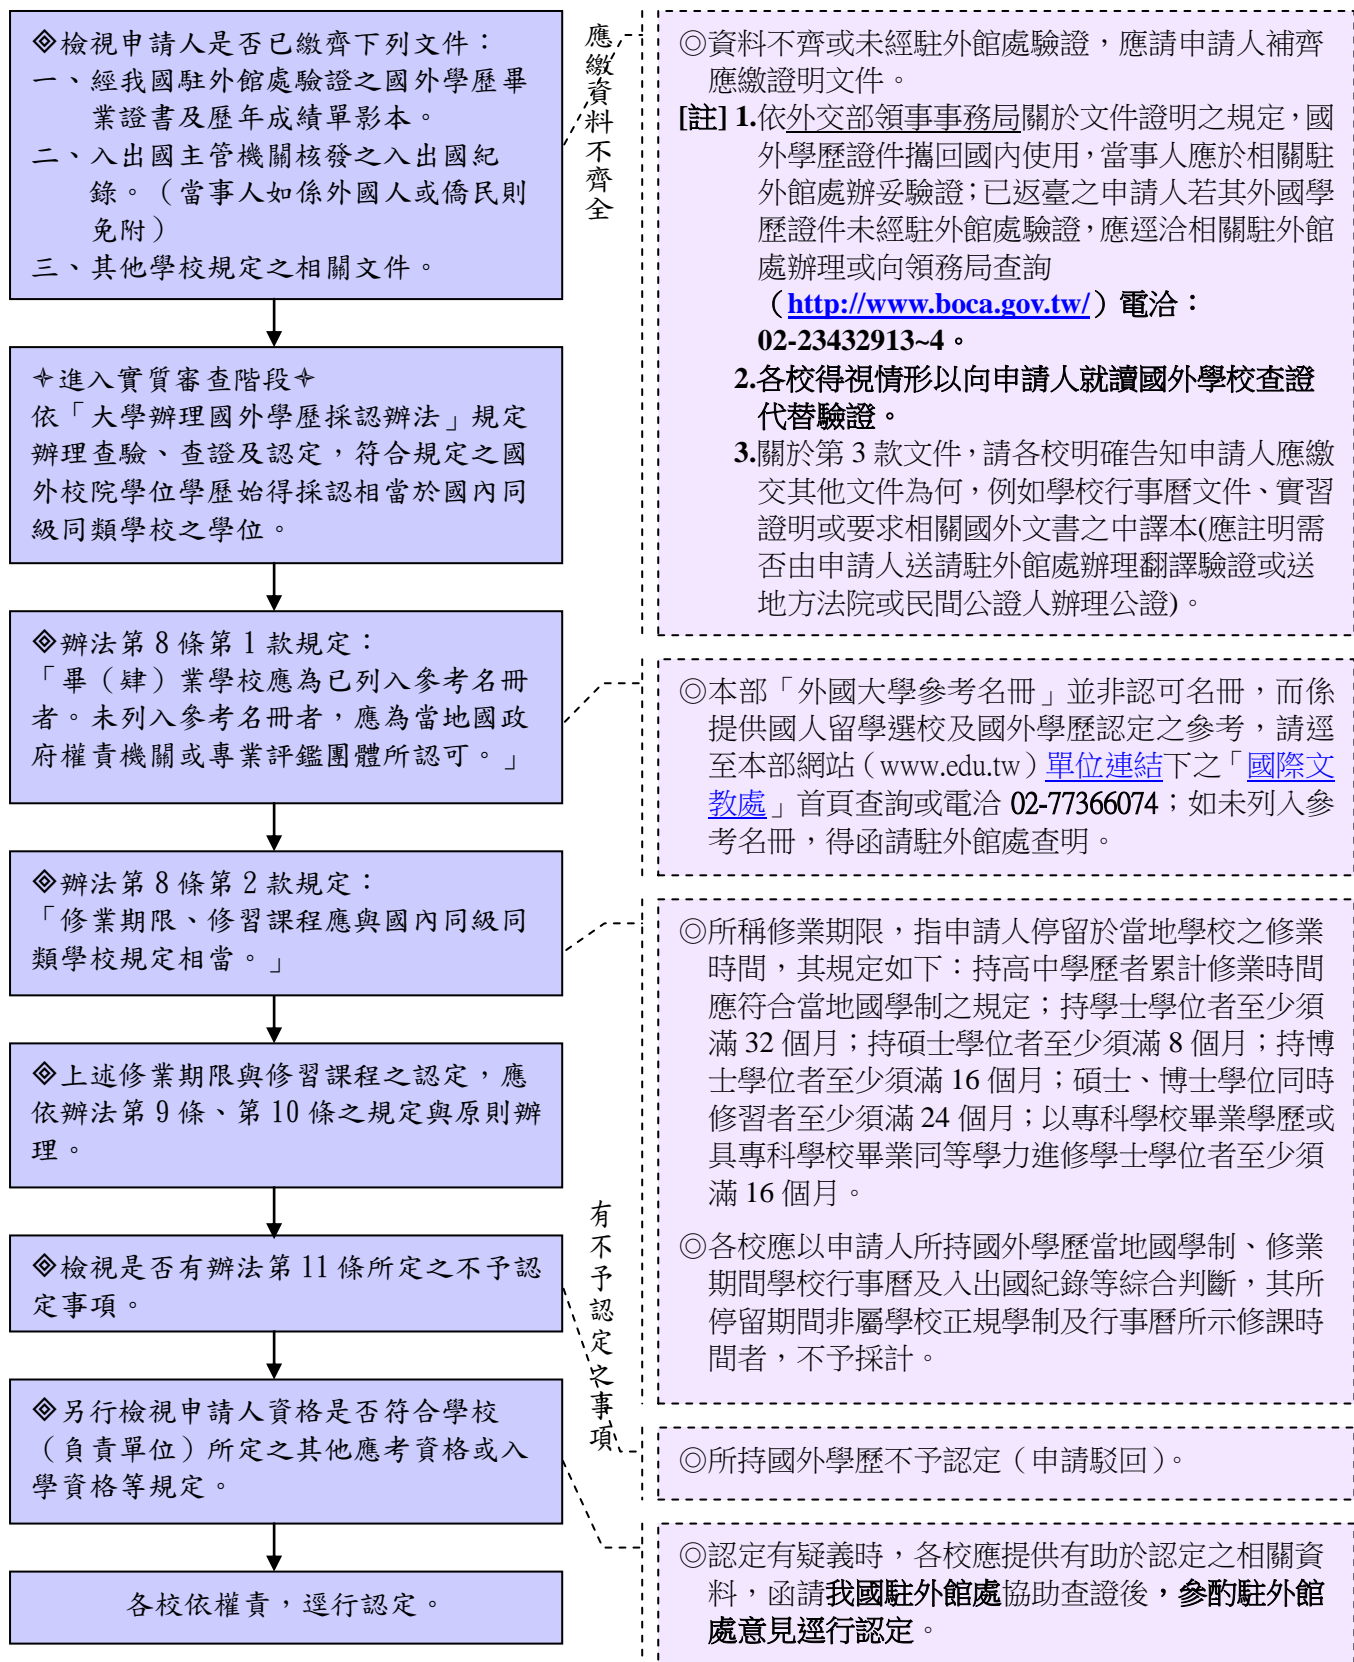 ◈檢視申請人是否已繳齊下列文件：
一、經我國駐外館處驗證之國外學歷畢
業證書及歷年成績單影本。
二、入出國主管機關核發之入出國紀
錄。（當事人如係外國人或僑民則
免附）
三、其他學校規定之相關文件。
應繳資料不齊全
◎資料不齊或未經駐外館處驗證，應請申請人補齊
應繳證明文件。
[註] 1.依外交部領事事務局關於文件證明之規定，國
外學歷證件攜回國內使用，當事人應於相關駐
外館處辦妥驗證；已返臺之申請人若其外國學
歷證件未經駐外館處驗證，應逕洽相關駐外館
處辦理或向領務局查詢
（http://www.boca.gov.tw/）電洽：
02-23432913~4。
2.各校得視情形以向申請人就讀國外學校查證
代替驗證。
3.關於第 3 款文件，請各校明確告知申請人應繳
交其他文件為何，例如學校行事曆文件、實習
證明或要求相關國外文書之中譯本(應註明需
否由申請人送請駐外館處辦理翻譯驗證或送
地方法院或民間公證人辦理公證)。
✧進入實質審查階段✧
依「大學辦理國外學歷採認辦法」規定
辦理查驗、查證及認定，符合規定之國
外校院學位學歷始得採認相當於國內同
級同類學校之學位。
◈辦法第 8 條第 1 款規定：
「畢（肄）業學校應為已列入參考名冊
者。未列入參考名冊者，應為當地國政
府權責機關或專業評鑑團體所認可。」
◎本部「外國大學參考名冊」並非認可名冊，而係
提供國人留學選校及國外學歷認定之參考，請逕
至本部網站（www.edu.tw）單位連結下之「國際文
教處」首頁查詢或電洽 02-77366074；如未列入參
考名冊，得函請駐外館處查明。
◈辦法第 8 條第 2 款規定：
「修業期限、修習課程應與國內同級同
類學校規定相當。」
◎所稱修業期限，指申請人停留於當地學校之修業
時間，其規定如下：持高中學歷者累計修業時間
應符合當地國學制之規定；持學士學位者至少須
滿 32 個月；持碩士學位者至少須滿 8 個月；持博
士學位者至少須滿 16 個月；碩士、博士學位同時
修習者至少須滿 24 個月；以專科學校畢業學歷或
具專科學校畢業同等學力進修學士學位者至少須
滿 16 個月。
◎各校應以申請人所持國外學歷當地國學制、修業
期間學校行事曆及入出國紀錄等綜合判斷，其所
停留期間非屬學校正規學制及行事曆所示修課時
間者，不予採計。
◈上述修業期限與修習課程之認定，應
依辦法第 9 條、第 10 條之規定與原則辦
理。
◈檢視是否有辦法第 11 條所定之不予認
定事項。
有不予認定之事項
◎所持國外學歷不予認定（申請駁回）。
◈另行檢視申請人資格是否符合學校
（負責單位）所定之其他應考資格或入
學資格等規定。
◎認定有疑義時，各校應提供有助於認定之相關資
料，函請我國駐外館處協助查證後，參酌駐外館
處意見逕行認定。
各校依權責，逕行認定。